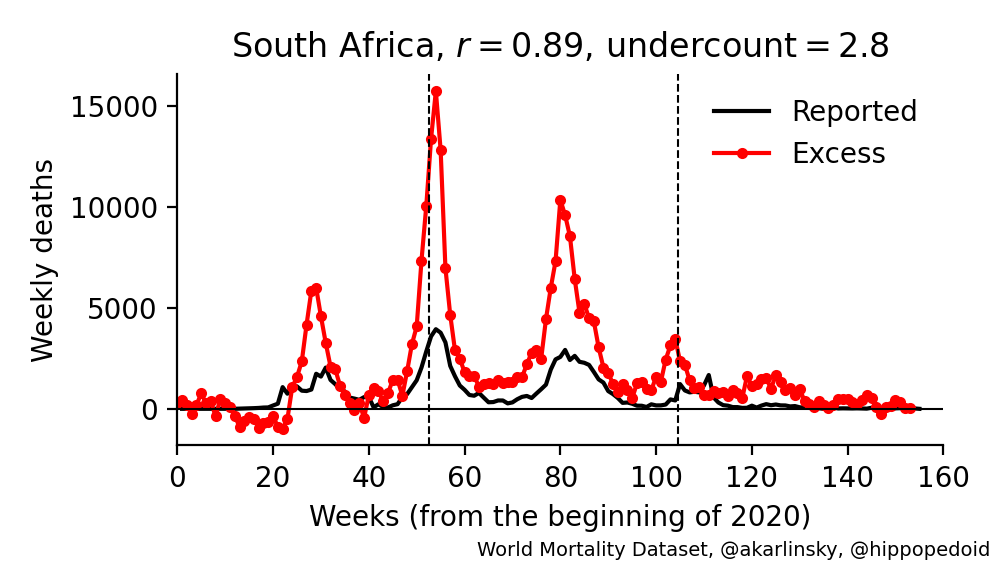 South Africa, r = 0.89, undercount = 2.8
Weekly deaths
15000
10000
5000
0
Reported
Excess
0 20 40 60 80 100 120 140 160
Weeks (from the beginning of 2020)
World Mortality Dataset, @akarlinsky, @hippopedoid